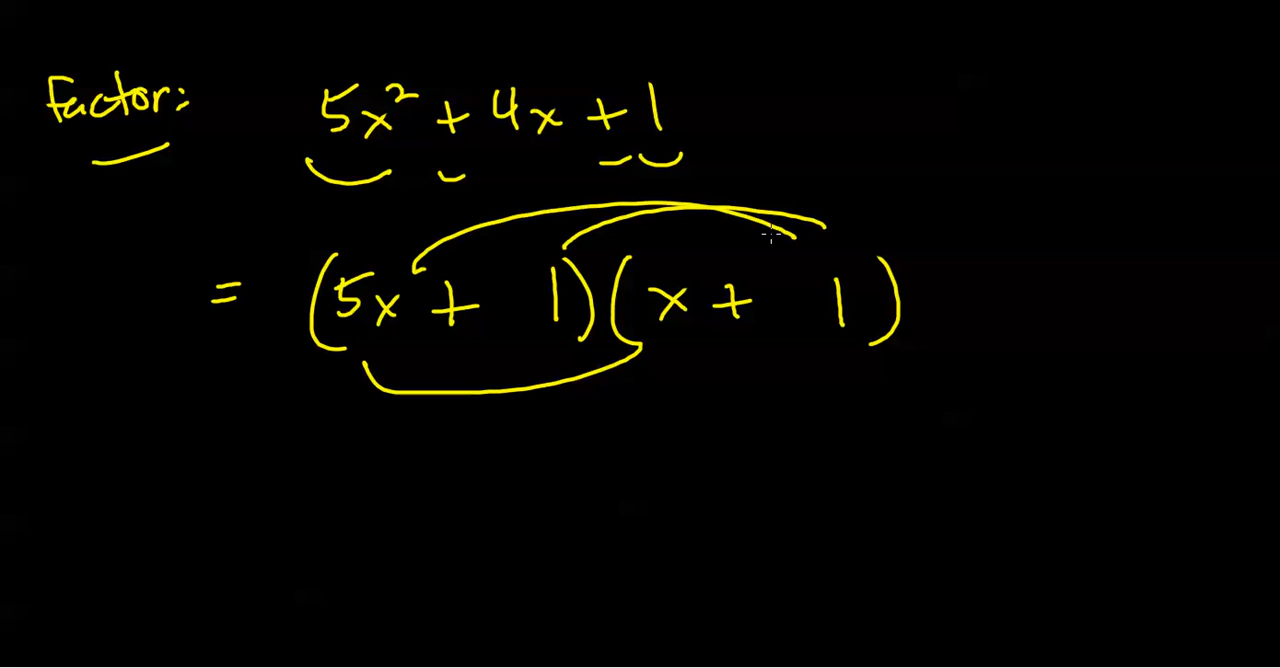 Factor: 5x² + 4x + 1
= (5x + 1)(x + 1)